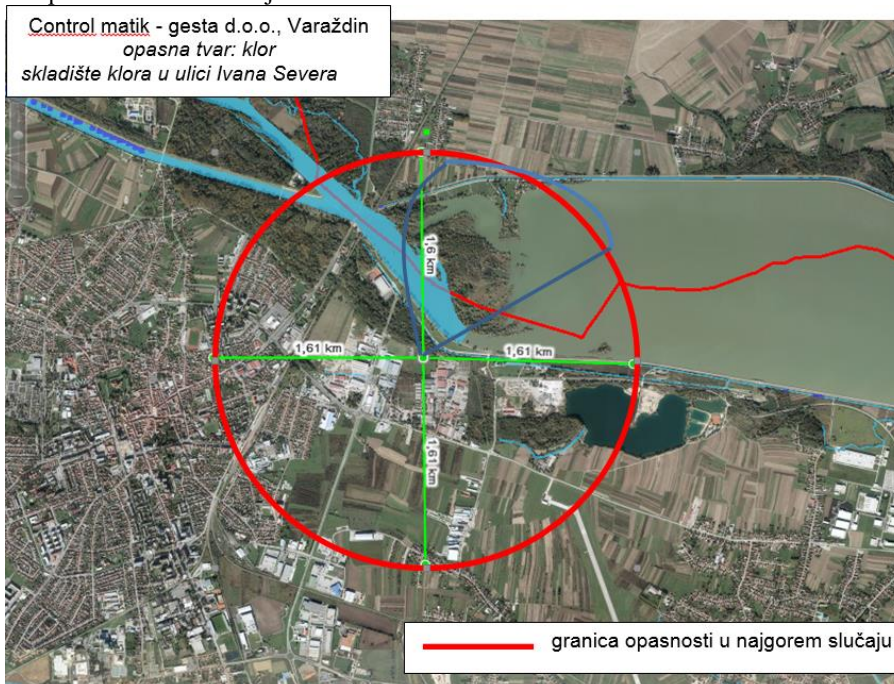 Control matik - gesta d.o.o., Varaždin
opasna tvar: klor
skladište klora u ulici Ivana Severa
1,6 km
1,61 km
1,61 km
1,61 km
granica opasnosti u najgorem slučaju